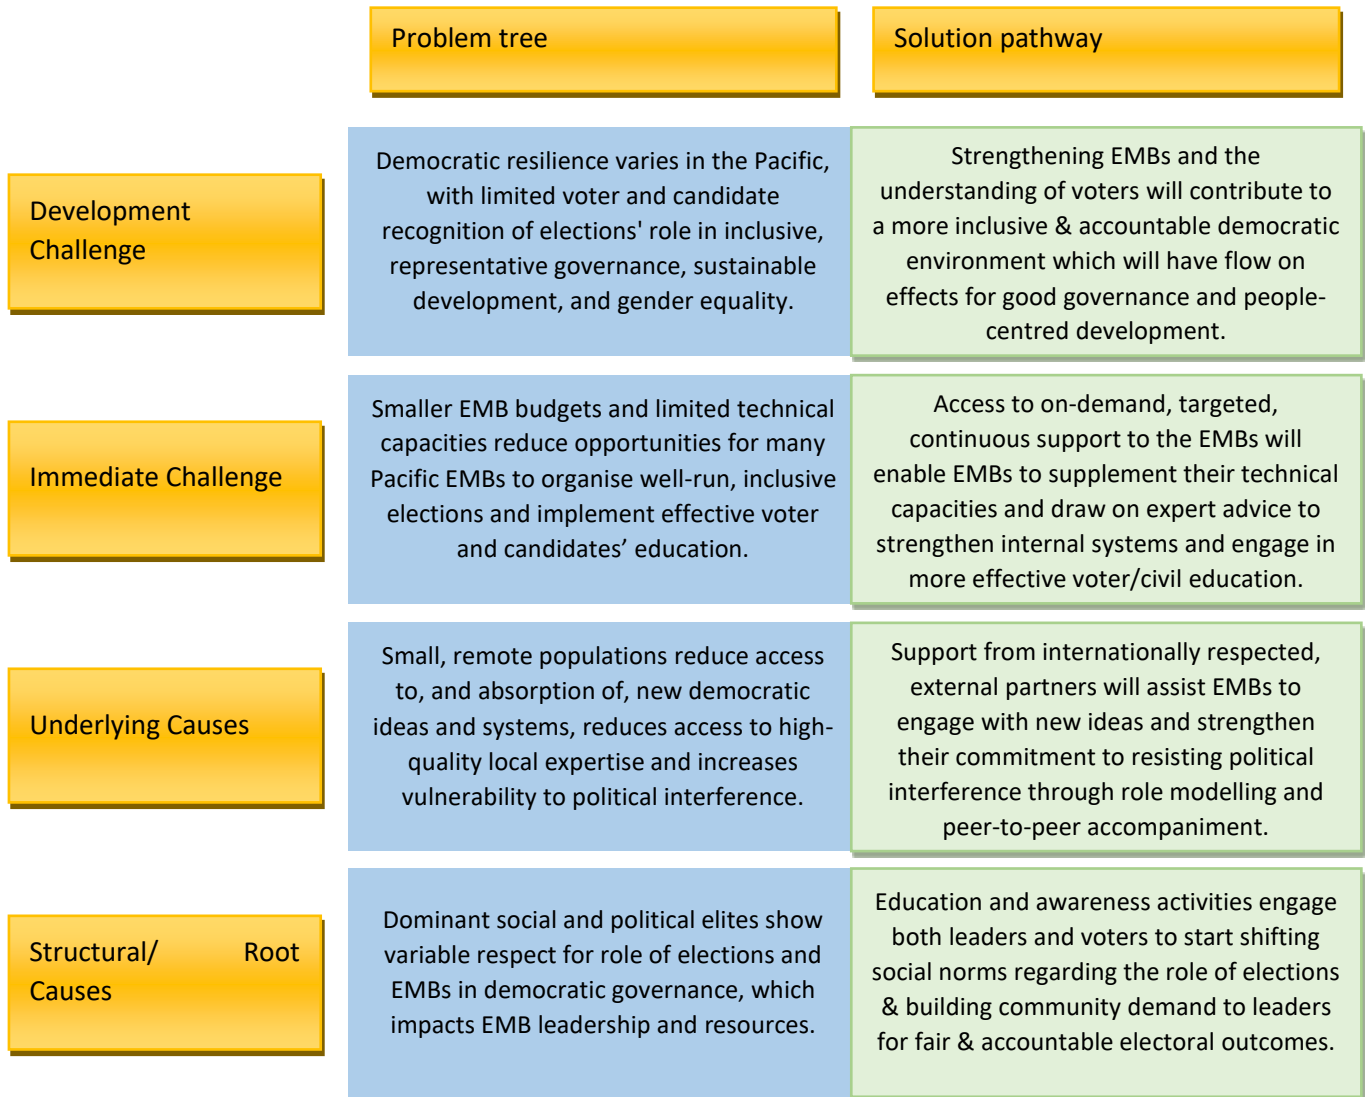 Problem tree
Solution pathway
Development
Challenge
Democratic resilience varies in the Pacific,
with limited voter and candidate
recognition of elections' role in inclusive,
representative governance, sustainable
development, and gender equality.
Strengthening EMBs and the
understanding of voters will contribute to
a more inclusive & accountable democratic
environment which will have flow on
effects for good governance and people-
centred development.
Immediate Challenge
Smaller EMB budgets and limited technical
capacities reduce opportunities for many
Pacific EMBs to organise well-run, inclusive
elections and implement effective voter
and candidates’ education.
Access to on-demand, targeted,
continuous support to the EMBs will
enable EMBs to supplement their technical
capacities and draw on expert advice to
strengthen internal systems and engage in
more effective voter/civil education.
Underlying Causes
Small, remote populations reduce access
to, and absorption of, new democratic
ideas and systems, reduces access to high-
quality local expertise and increases
vulnerability to political interference.
Support from internationally respected,
external partners will assist EMBs to
engage with new ideas and strengthen
their commitment to resisting political
interference through role modelling and
peer-to-peer accompaniment.
Structural/ Root
Causes
Dominant social and political elites show
variable respect for role of elections and
EMBs in democratic governance, which
impacts EMB leadership and resources.
Education and awareness activities engage
both leaders and voters to start shifting
social norms regarding the role of elections
& building community demand to leaders
for fair & accountable electoral outcomes.